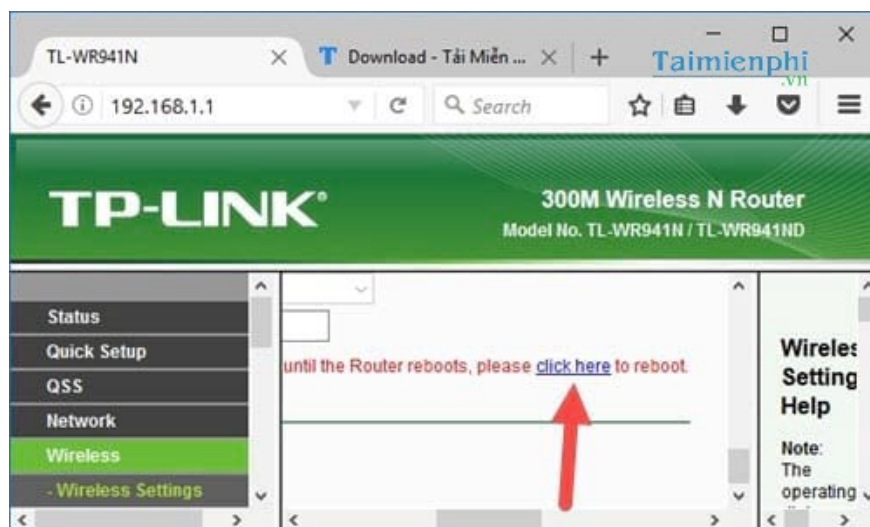 TL-WR941N
T Download - Tải Miễn ...
Taimienphi
.vn
192.168.1.1
Search
TP-LINK®
300M Wireless N Router
Model No. TL-WR941N / TL-WR941ND
Status
Quick Setup
QSS
Network
Wireless
- Wireless Settings
until the Router reboots, please click here to reboot.
Wireles
Setting
Help
Note:
The
operating